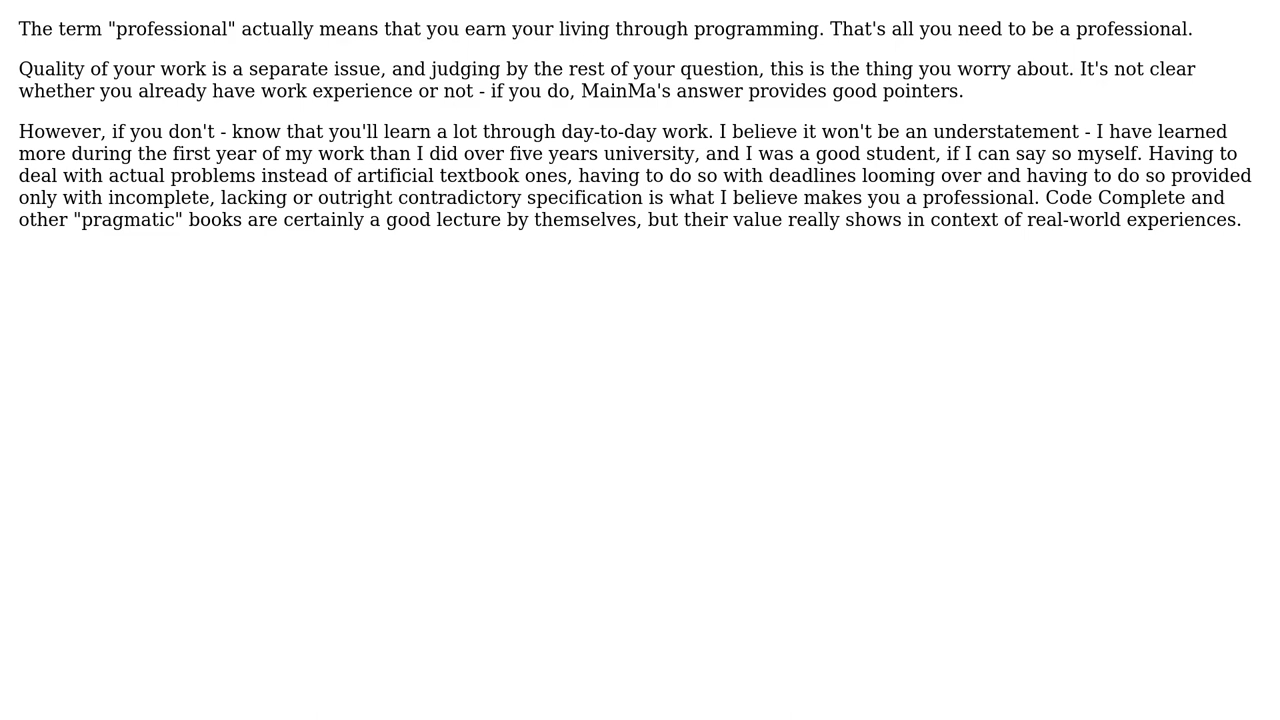 The term "professional" actually means that you earn your living through programming. That's all you need to be a professional.
Quality of your work is a separate issue, and judging by the rest of your question, this is the thing you worry about. It's not clear
whether you already have work experience or not - if you do, MainMa's answer provides good pointers.
However, if you don't - know that you'll learn a lot through day-to-day work. I believe it won't be an understatement - I have learned
more during the first year of my work than I did over five years university, and I was a good student, if I can say so myself. Having to
deal with actual problems instead of artificial textbook ones, having to do so with deadlines looming over and having to do so provided
only with incomplete, lacking or outright contradictory specification is what I believe makes you a professional. Code Complete and
other "pragmatic" books are certainly a good lecture by themselves, but their value really shows in context of real-world experiences.